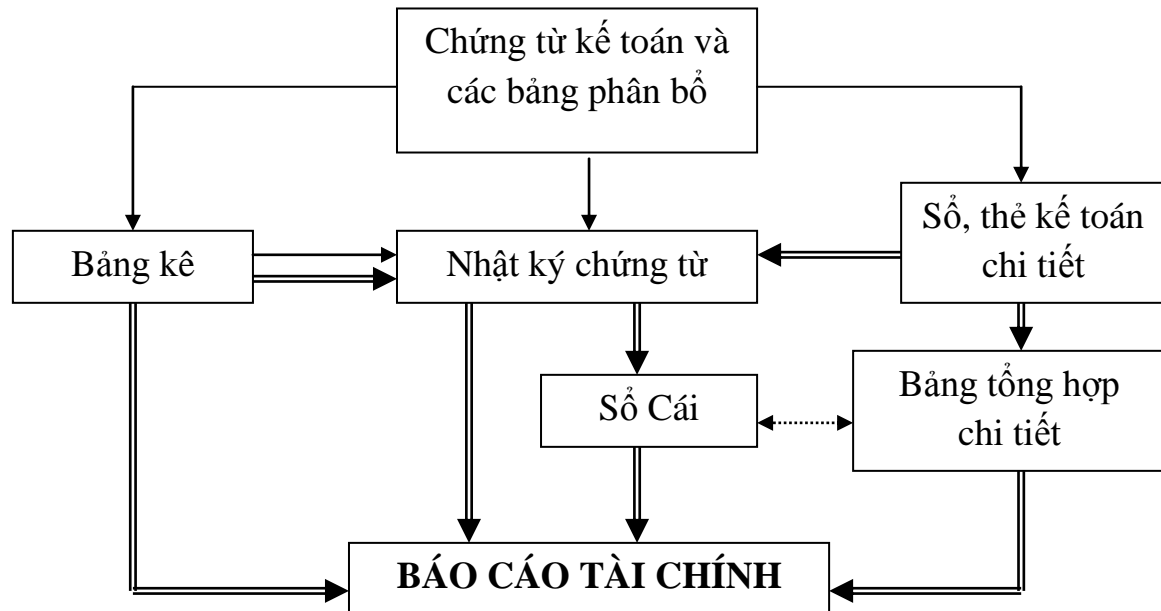 Chứng từ kế toán và
các bảng phân bổ
Bảng kê
Nhật ký chứng từ
Sổ, thẻ kế toán
chi tiết
Sổ Cái
Bảng tổng hợp
chi tiết
BÁO CÁO TÀI CHÍNH